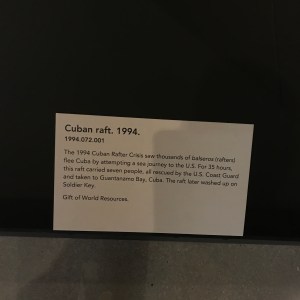 Cuban raft. 1994.
1994.072.001
The 1994 Cuban Rafter Crisis saw thousands of balseros (rafters)
flee Cuba by attempting a sea journey to the U.S. For 35 hours,
this raft carried seven people, all rescued by the U.S. Coast Guard
and taken to Guantanamo Bay, Cuba. The raft later washed up on
Soldier Key.
Gift of World Resources.